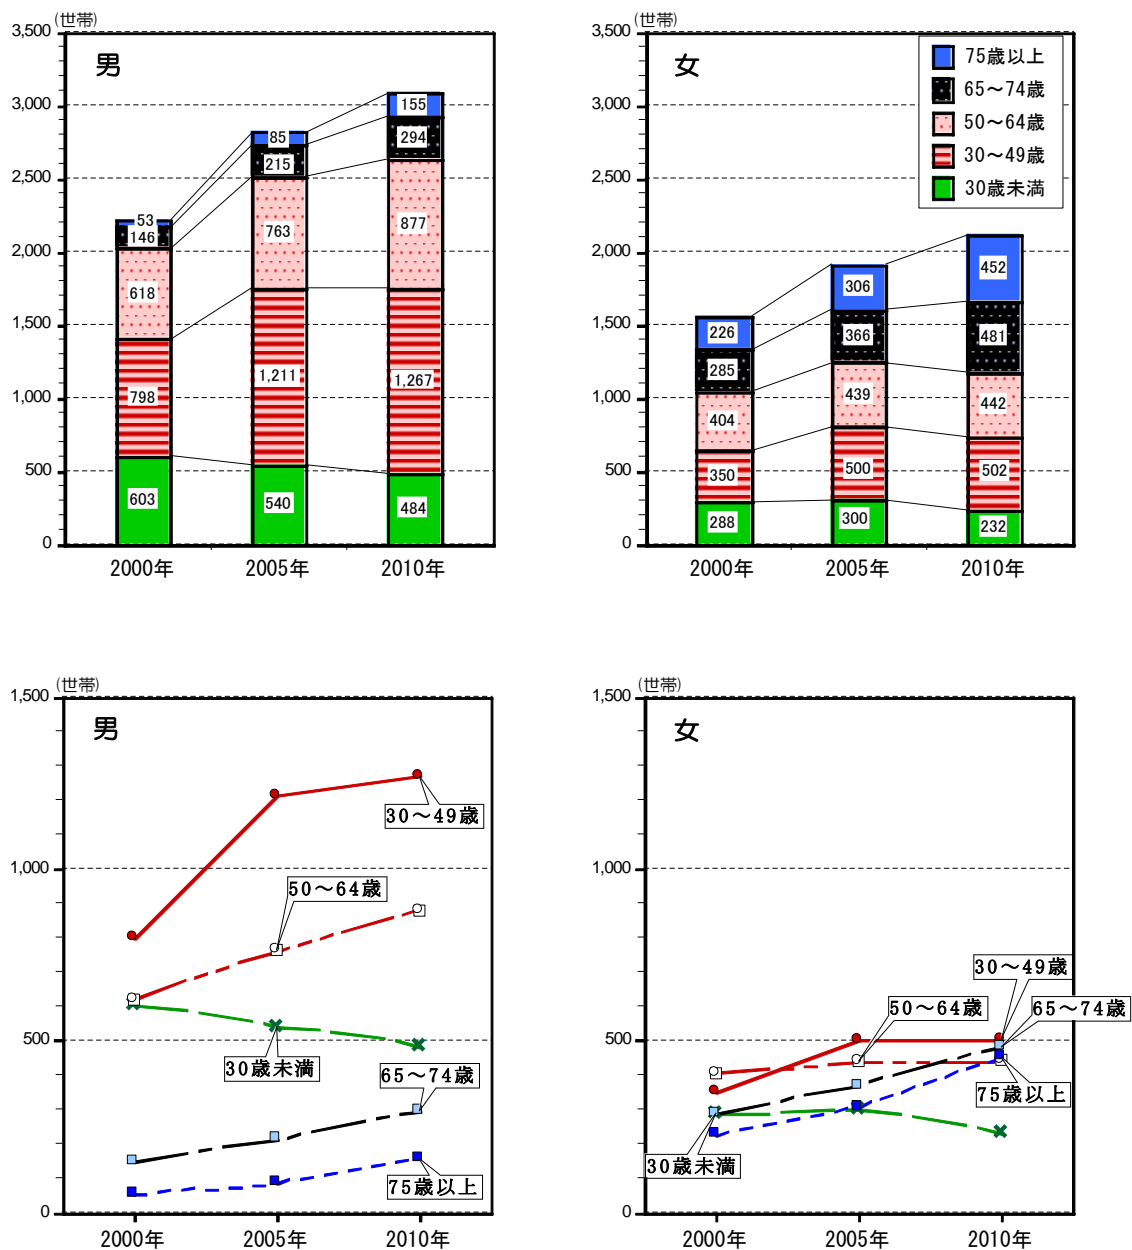 (世帯)
3,500
3,000
2,500
2,000
1,500
1,000
500
0
男
53
146
618
798
603
85
215
763
1,211
540
155
294
877
1,267
484
2000年 2005年 2010年
(世帯)
3,500
3,000
2,500
2,000
1,500
1,000
500
0
女
75歳以上
65～74歳
50～64歳
30～49歳
30歳未満
226
285
404
350
288
306
366
439
500
300
452
481
442
502
232
2000年 2005年 2010年
(世帯)
1,500
1,000
500
0
男
30～49歳
50～64歳
30歳未満
65～74歳
75歳以上
2000年 2005年 2010年
(世帯)
1,500
1,000
500
0
女
30～49歳
50～64歳
65～74歳
75歳以上
30歳未満
2000年 2005年 2010年